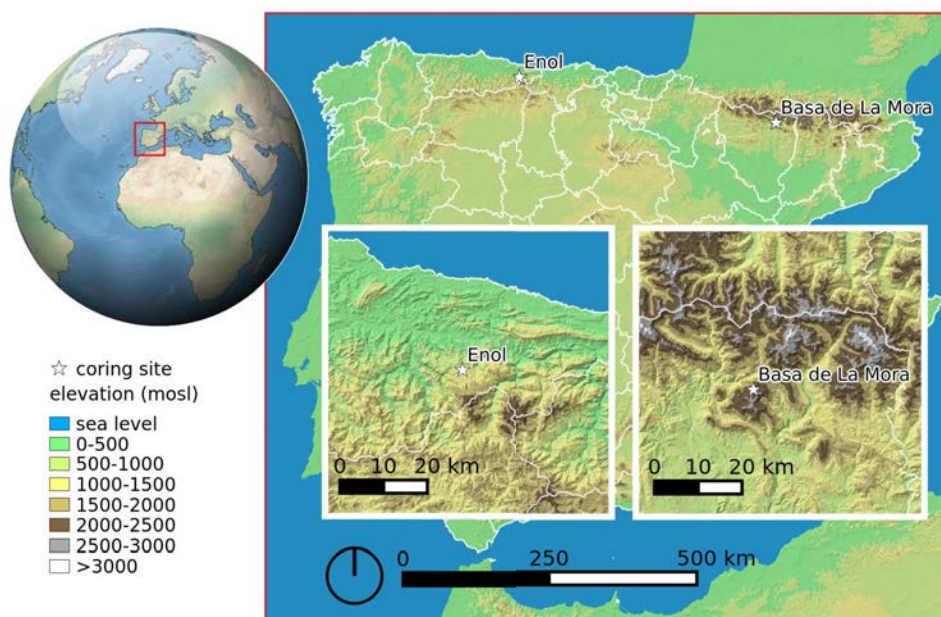 Enol
Basa de La Mora
Enol
Basa de La Mora
0 10 20 km
0 10 20 km
0 250 500 km
coring site
elevation (mosl)
sea level
0-500
500-1000
1000-1500
1500-2000
2000-2500
2500-3000
>3000